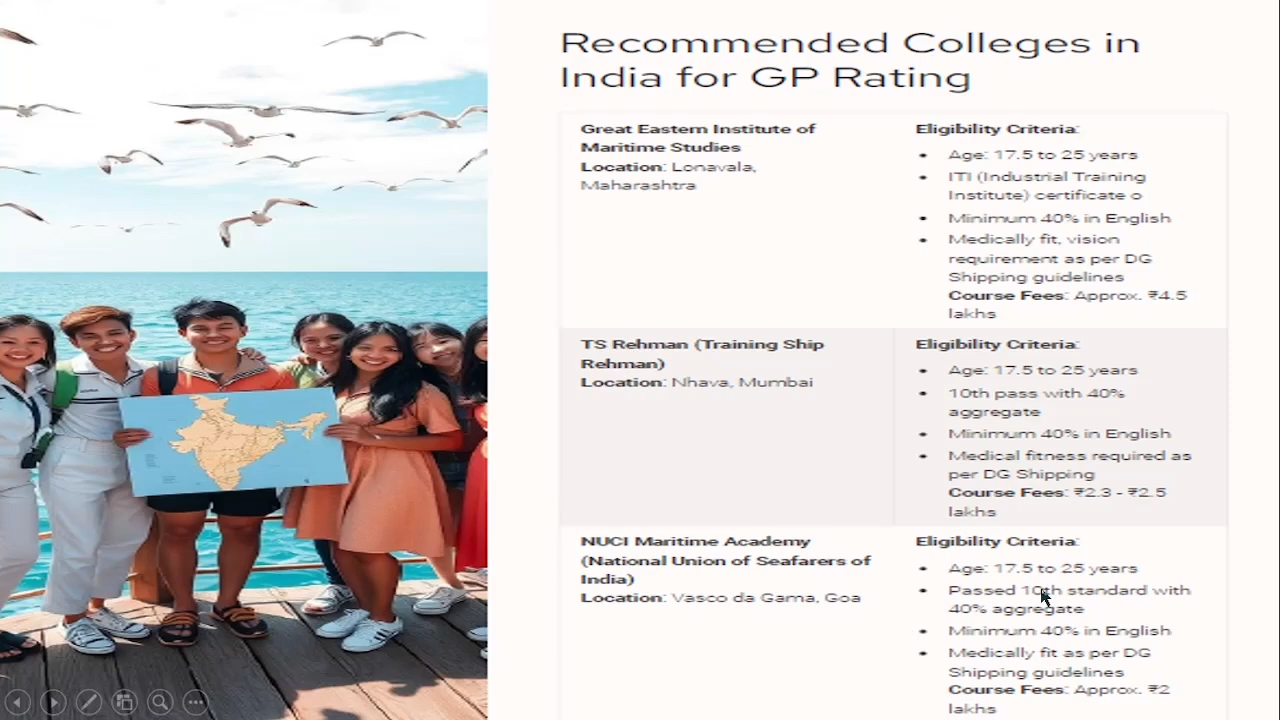 Recommended Colleges in
India for GP Rating
Great Eastern Institute of
Maritime Studies
Location: Lonavala,
Maharashtra
Eligibility Criteria:
• Age: 17.5 to 25 years
• ITI (Industrial Training
Institute) certificate o
• Minimum 40% in English
• Medically fit, vision
requirement as per DG
Shipping guidelines
Course Fees: Approx. ₹4.5
lakhs
TS Rehman (Training Ship
Rehman)
Location: Nhava, Mumbai
Eligibility Criteria:
• Age: 17.5 to 25 years
• 10th pass with 40%
aggregate
• Minimum 40% in English
• Medical fitness required as
per DG Shipping
Course Fees: ₹2.3 - ₹2.5
lakhs
NUCI Maritime Academy
(National Union of Seafarers of
India)
Location: Vasco da Gama, Goa
Eligibility Criteria:
• Age: 17.5 to 25 years
• Passed 10th standard with
40% aggregate
• Minimum 40% in English
• Medically fit as per DG
Shipping guidelines
Course Fees: Approx. ₹2
lakhs